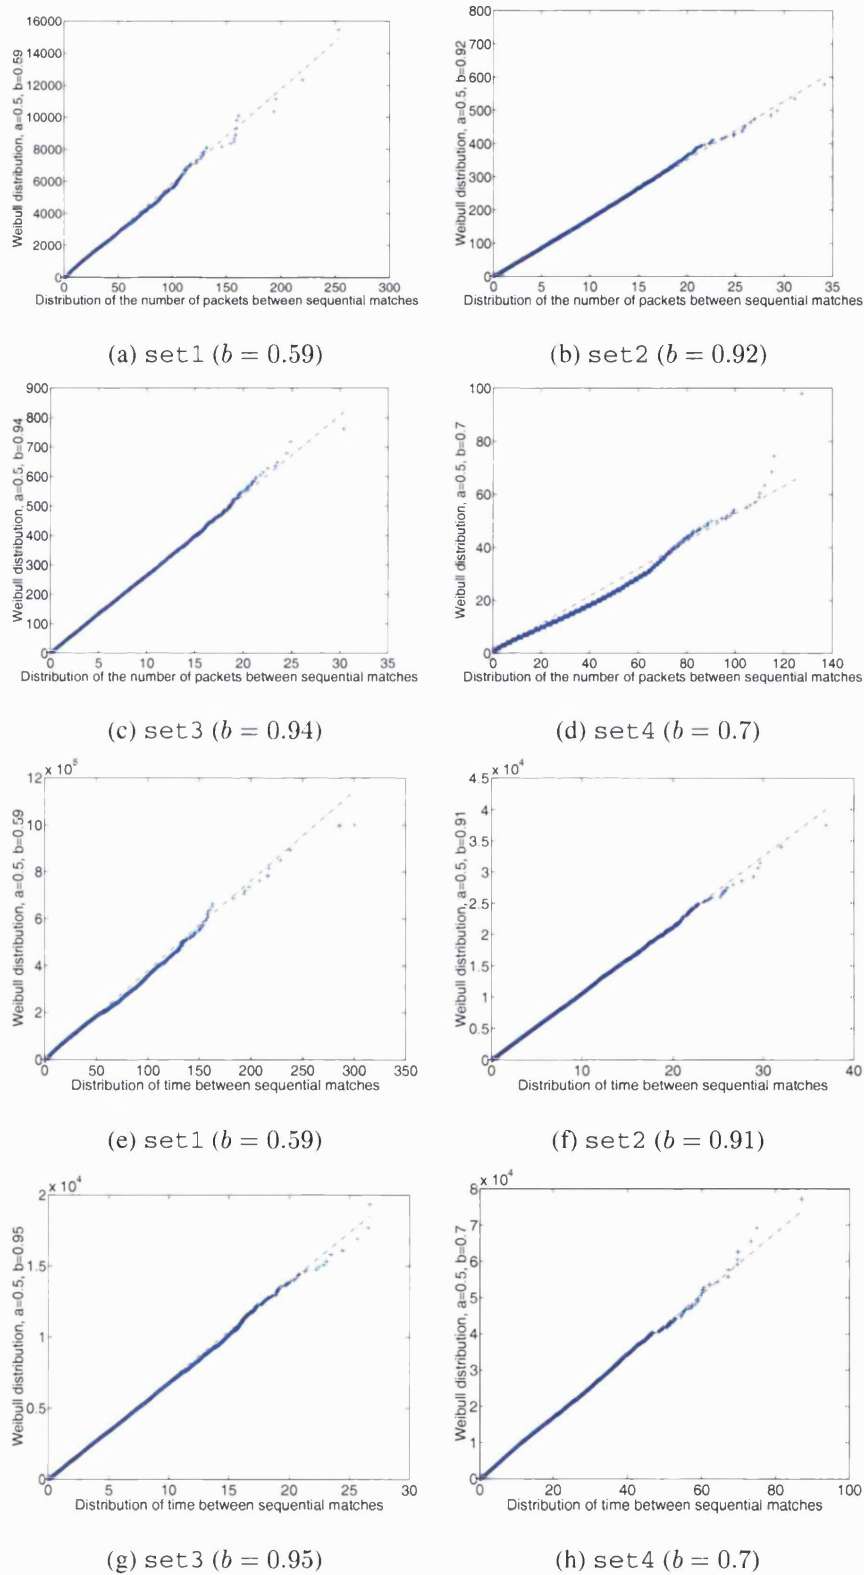 16000
14000
12000
10000
8000
6000
4000
2000
0
Weibull distribution, a=0.5, b=0.59
0 50 100 150 200 250 300
Distribution of the number of packets between sequential matches
(a) set1 (b = 0.59)
800
700
600
500
400
300
200
100
0
Weibull distribution, a=0.5, b=0.92
0 5 10 15 20 25 30 35
Distribution of the number of packets between sequential matches
(b) set2 (b = 0.92)
900
800
700
600
500
400
300
200
100
0
Weibull distribution, a=0.5, b=0.94
0 5 10 15 20 25 30 35
Distribution of the number of packets between sequential matches
(c) set3 (b = 0.94)
100
80
60
40
20
0
Weibull distribution, a=0.5, b=0.7
0 20 40 60 80 100 120 140
Distribution of the number of packets between sequential matches
(d) set4 (b = 0.7)
x 10⁵
12
10
8
6
4
2
0
Weibull distribution, a=0.5, b=0.59
0 50 100 150 200 250 300 350
Distribution of time between sequential matches
(e) set1 (b = 0.59)
x 10⁴
4.5
4
3.5
3
2.5
2
1.5
1
0.5
0
Weibull distribution, a=0.5, b=0.91
0 10 20 30 40
Distribution of time between sequential matches
(f) set2 (b = 0.91)
x 10⁴
2
1.5
1
0.5
0
Weibull distribution, a=0.5, b=0.95
0 5 10 15 20 25 30
Distribution of time between sequential matches
(g) set3 (b = 0.95)
x 10⁴
8
7
6
5
4
3
2
1
0
Weibull distribution, a=0.5, b=0.7
0 20 40 60 80 100
Distribution of time between sequential matches
(h) set4 (b = 0.7)